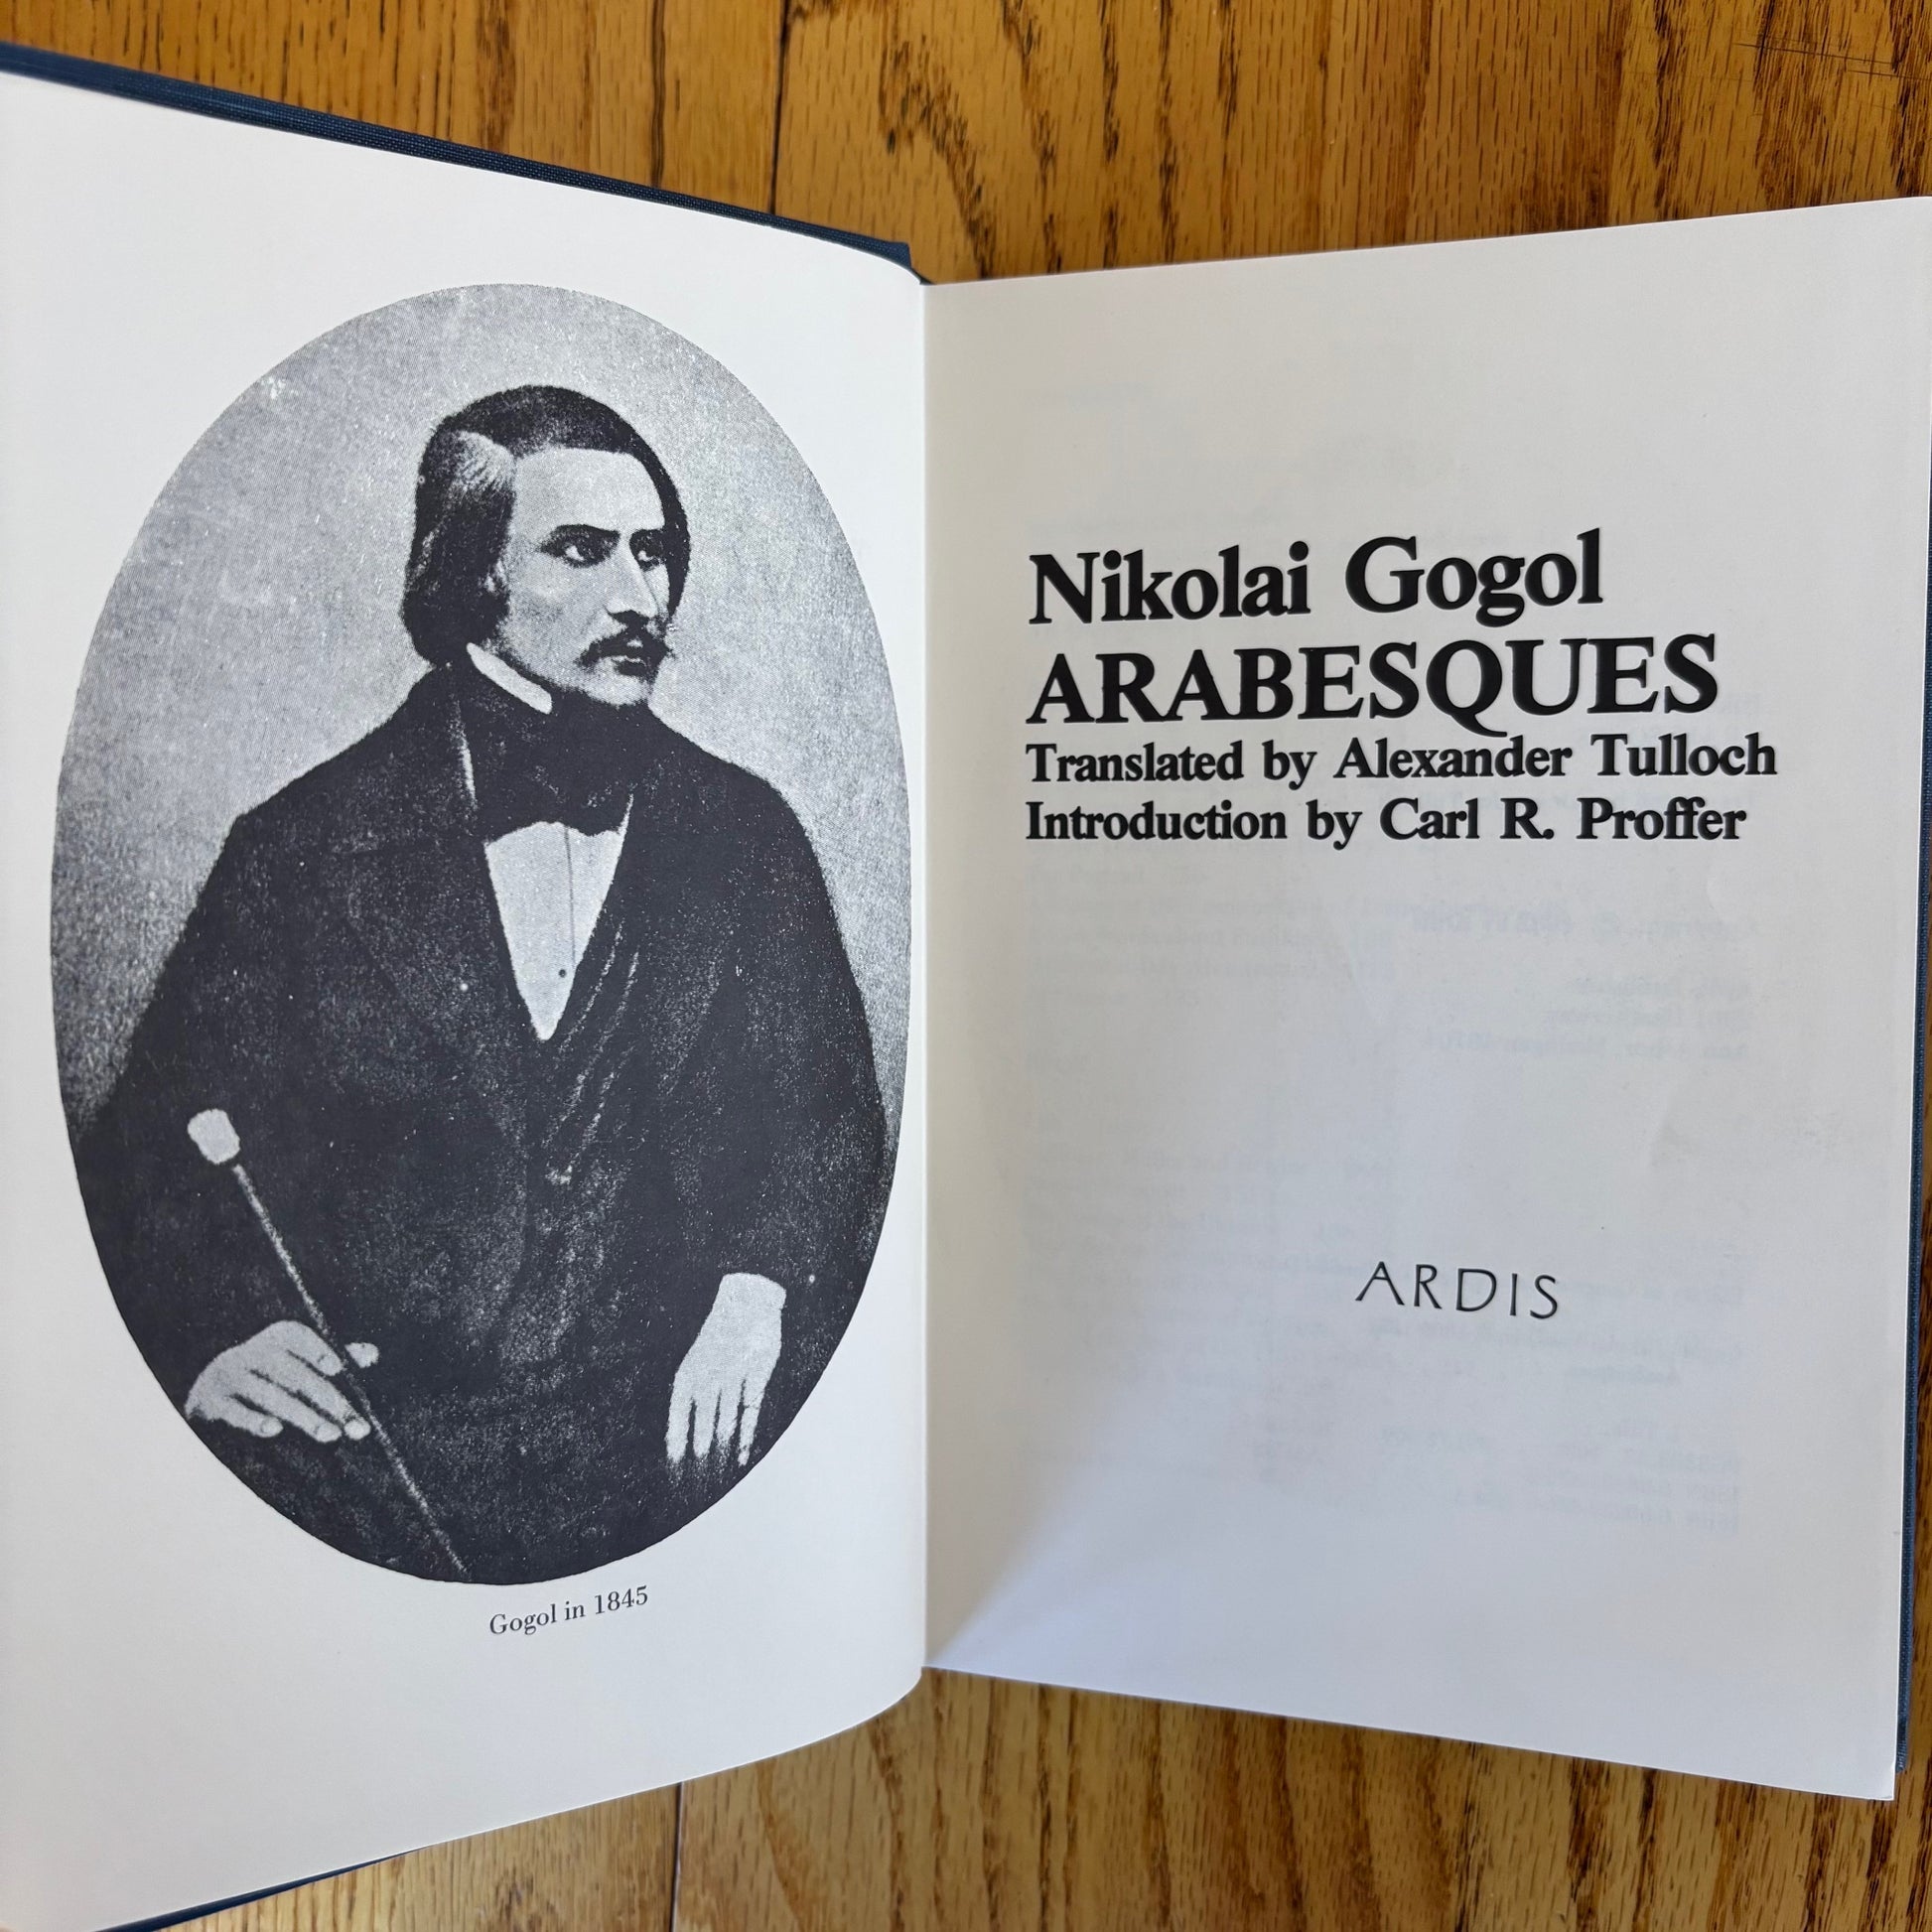 Gogol in 1845
Nikolai Gogol
ARABESQUES
Translated by Alexander Tulloch
Introduction by Carl R. Proffer
ARDIS